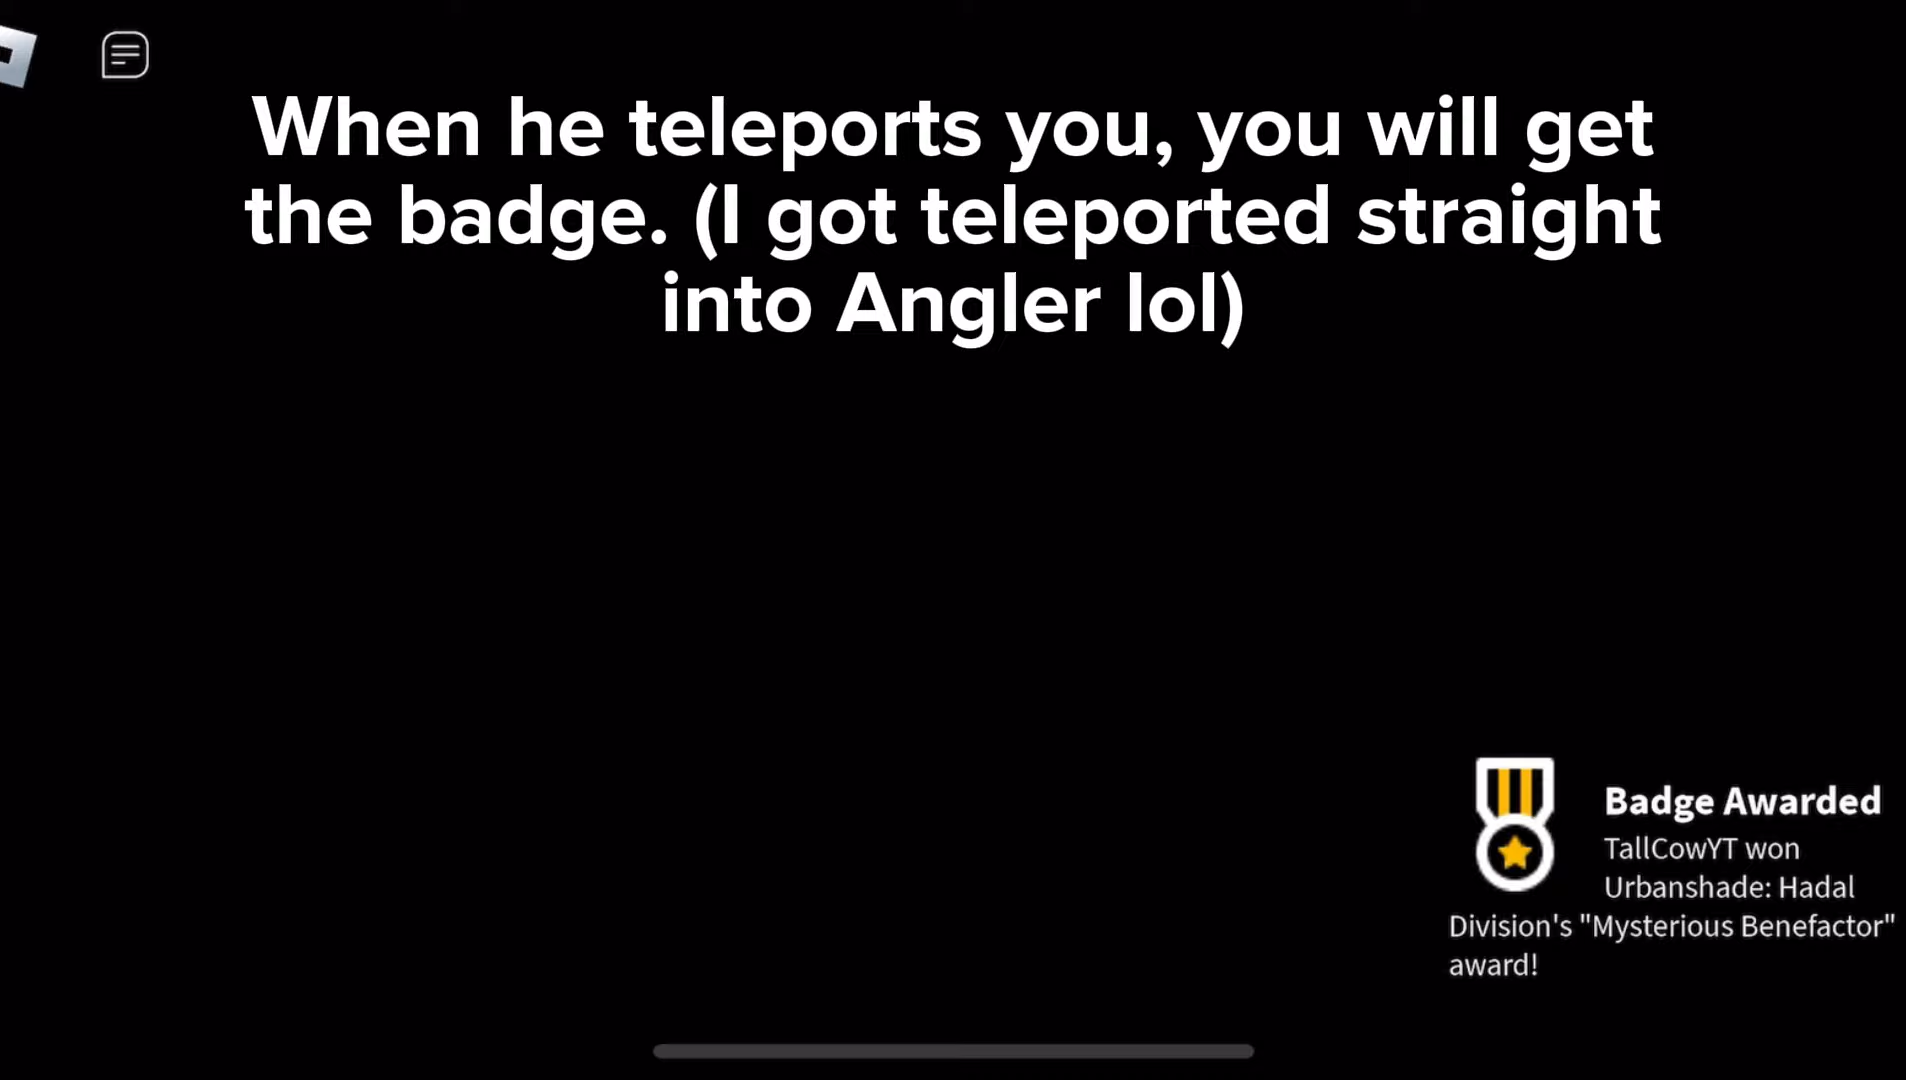 When he teleports you, you will get
the badge. (I got teleported straight
into Angler lol)
Badge Awarded
TallCowYT won
Urbanshade: Hadal
Division's "Mysterious Benefactor"
award!